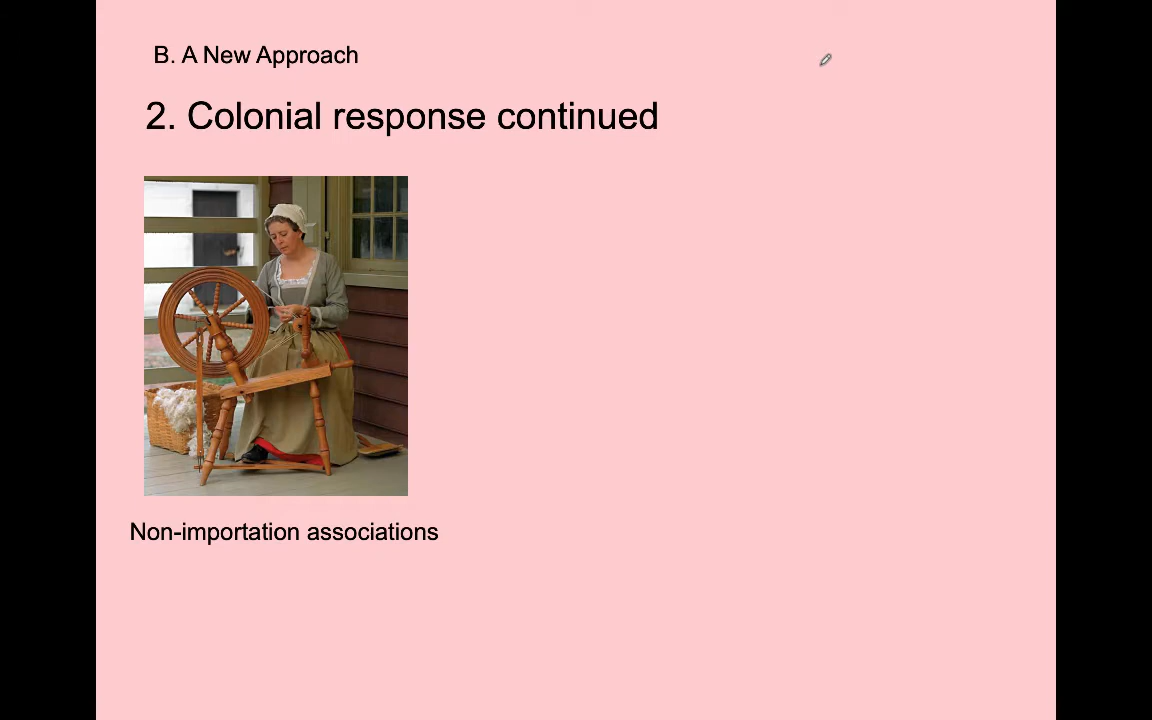 B. A New Approach
2. Colonial response continued
Non-importation associations